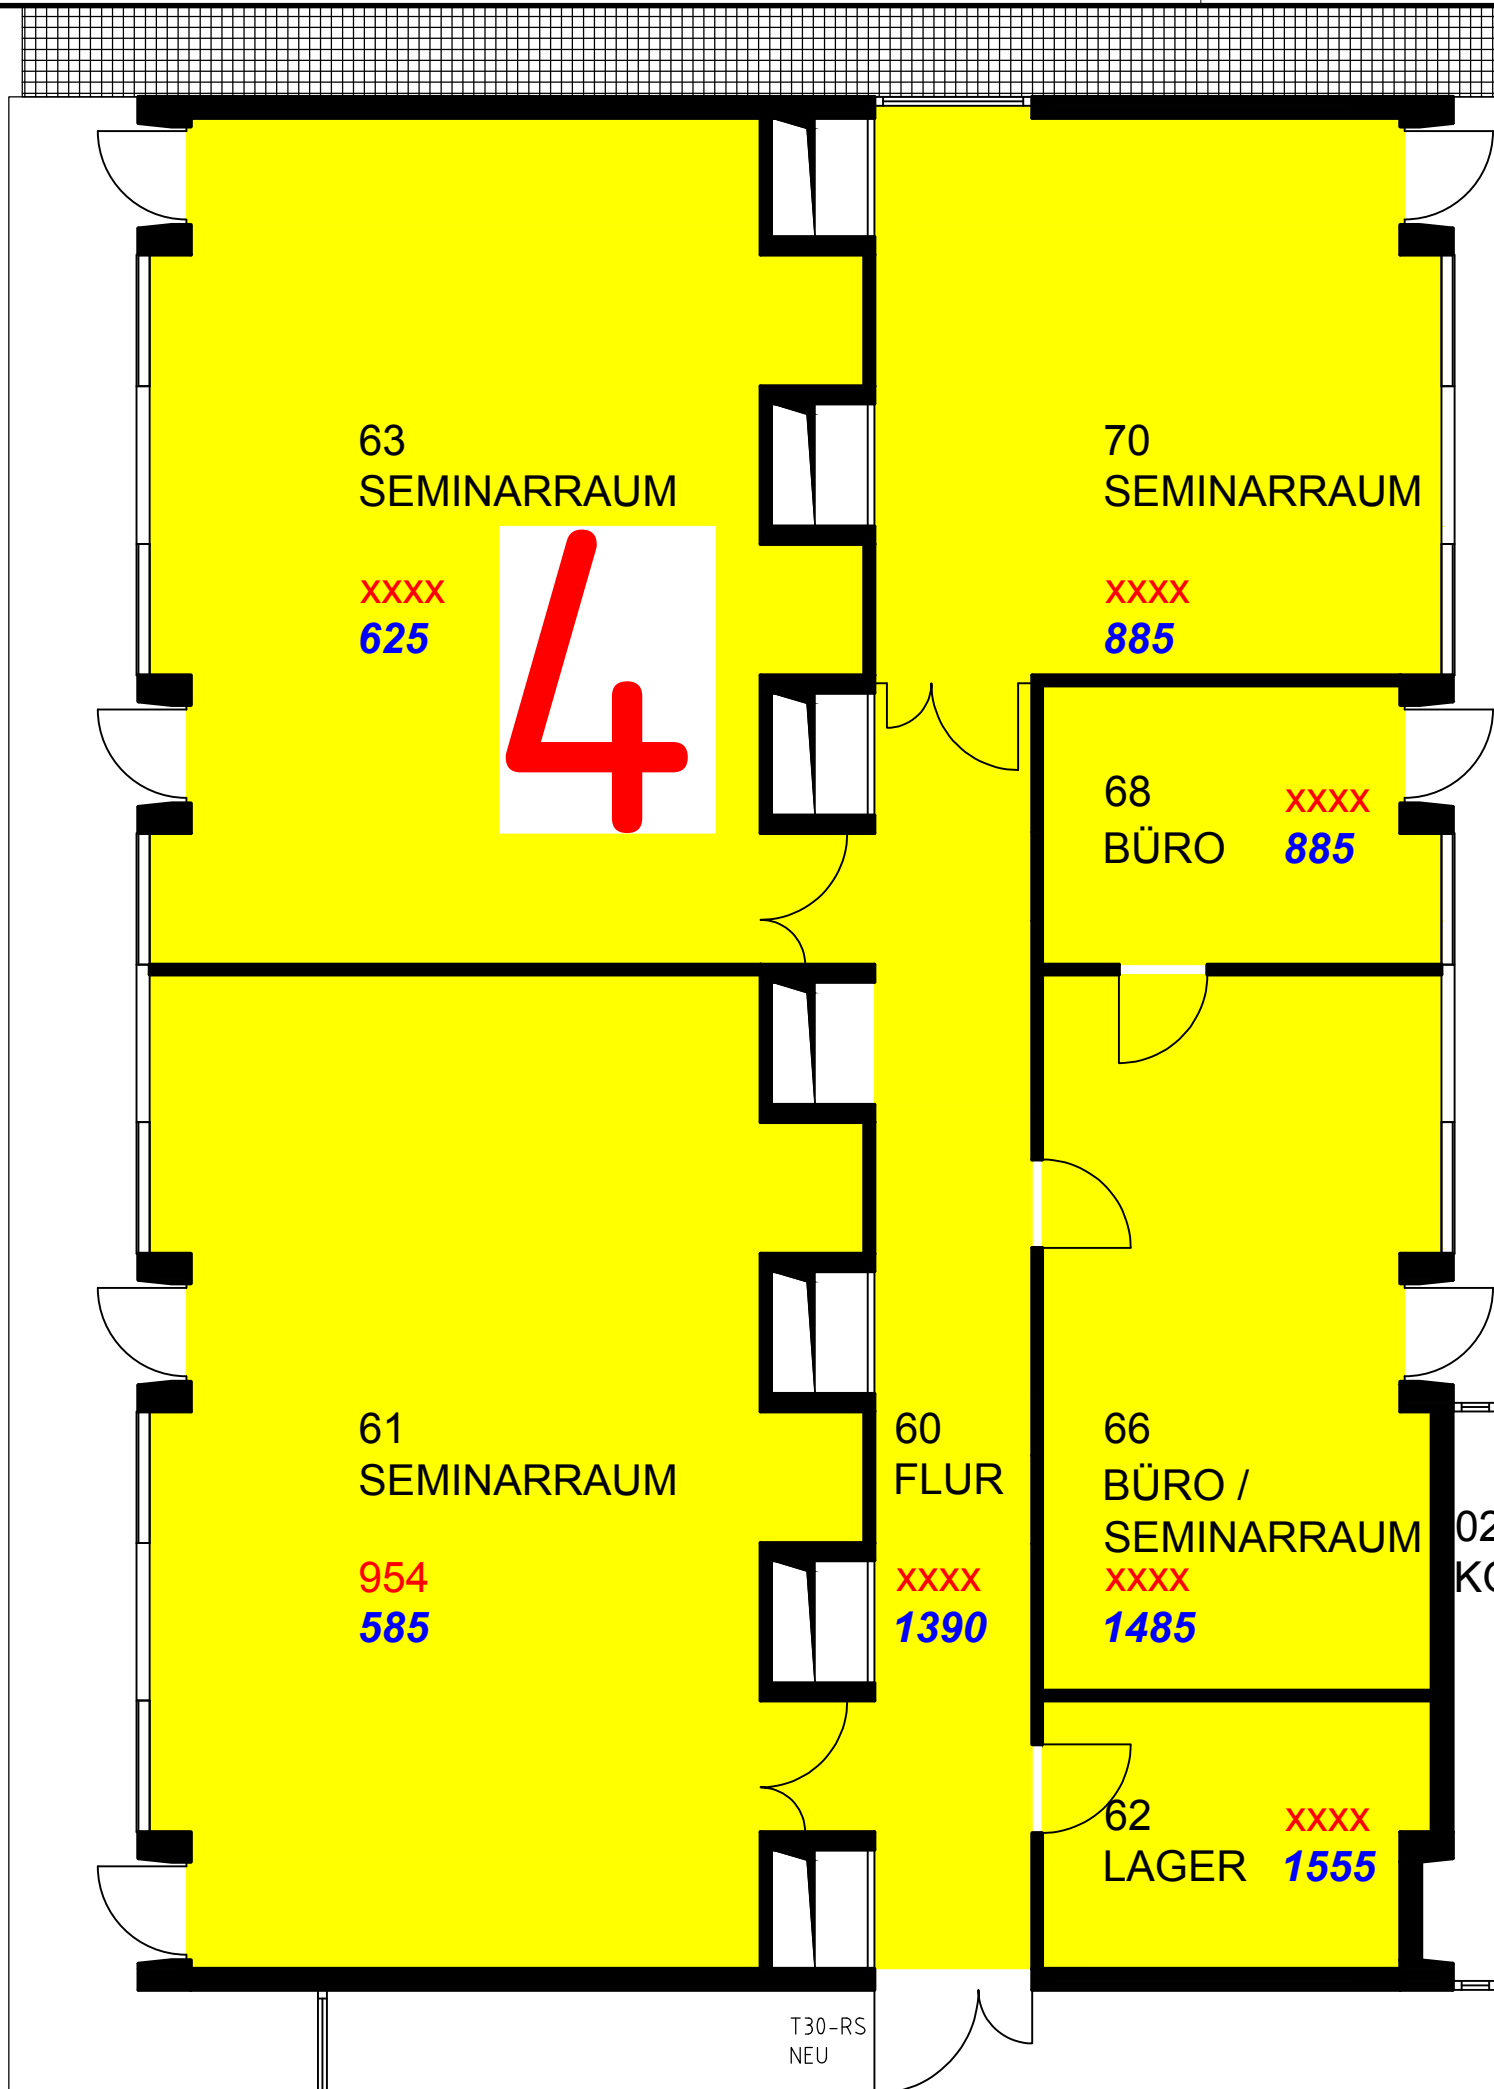 63
SEMINARRAUM
xxxx
625
4
70
SEMINARRAUM
xxxx
885
68
BÜRO
xxxx
885
61
SEMINARRAUM
954
585
60
FLUR
xxxx
1390
66
BÜRO /
SEMINARRAUM
xxxx
1485
02
62
LAGER
xxxx
1555
T30-RS
NEU